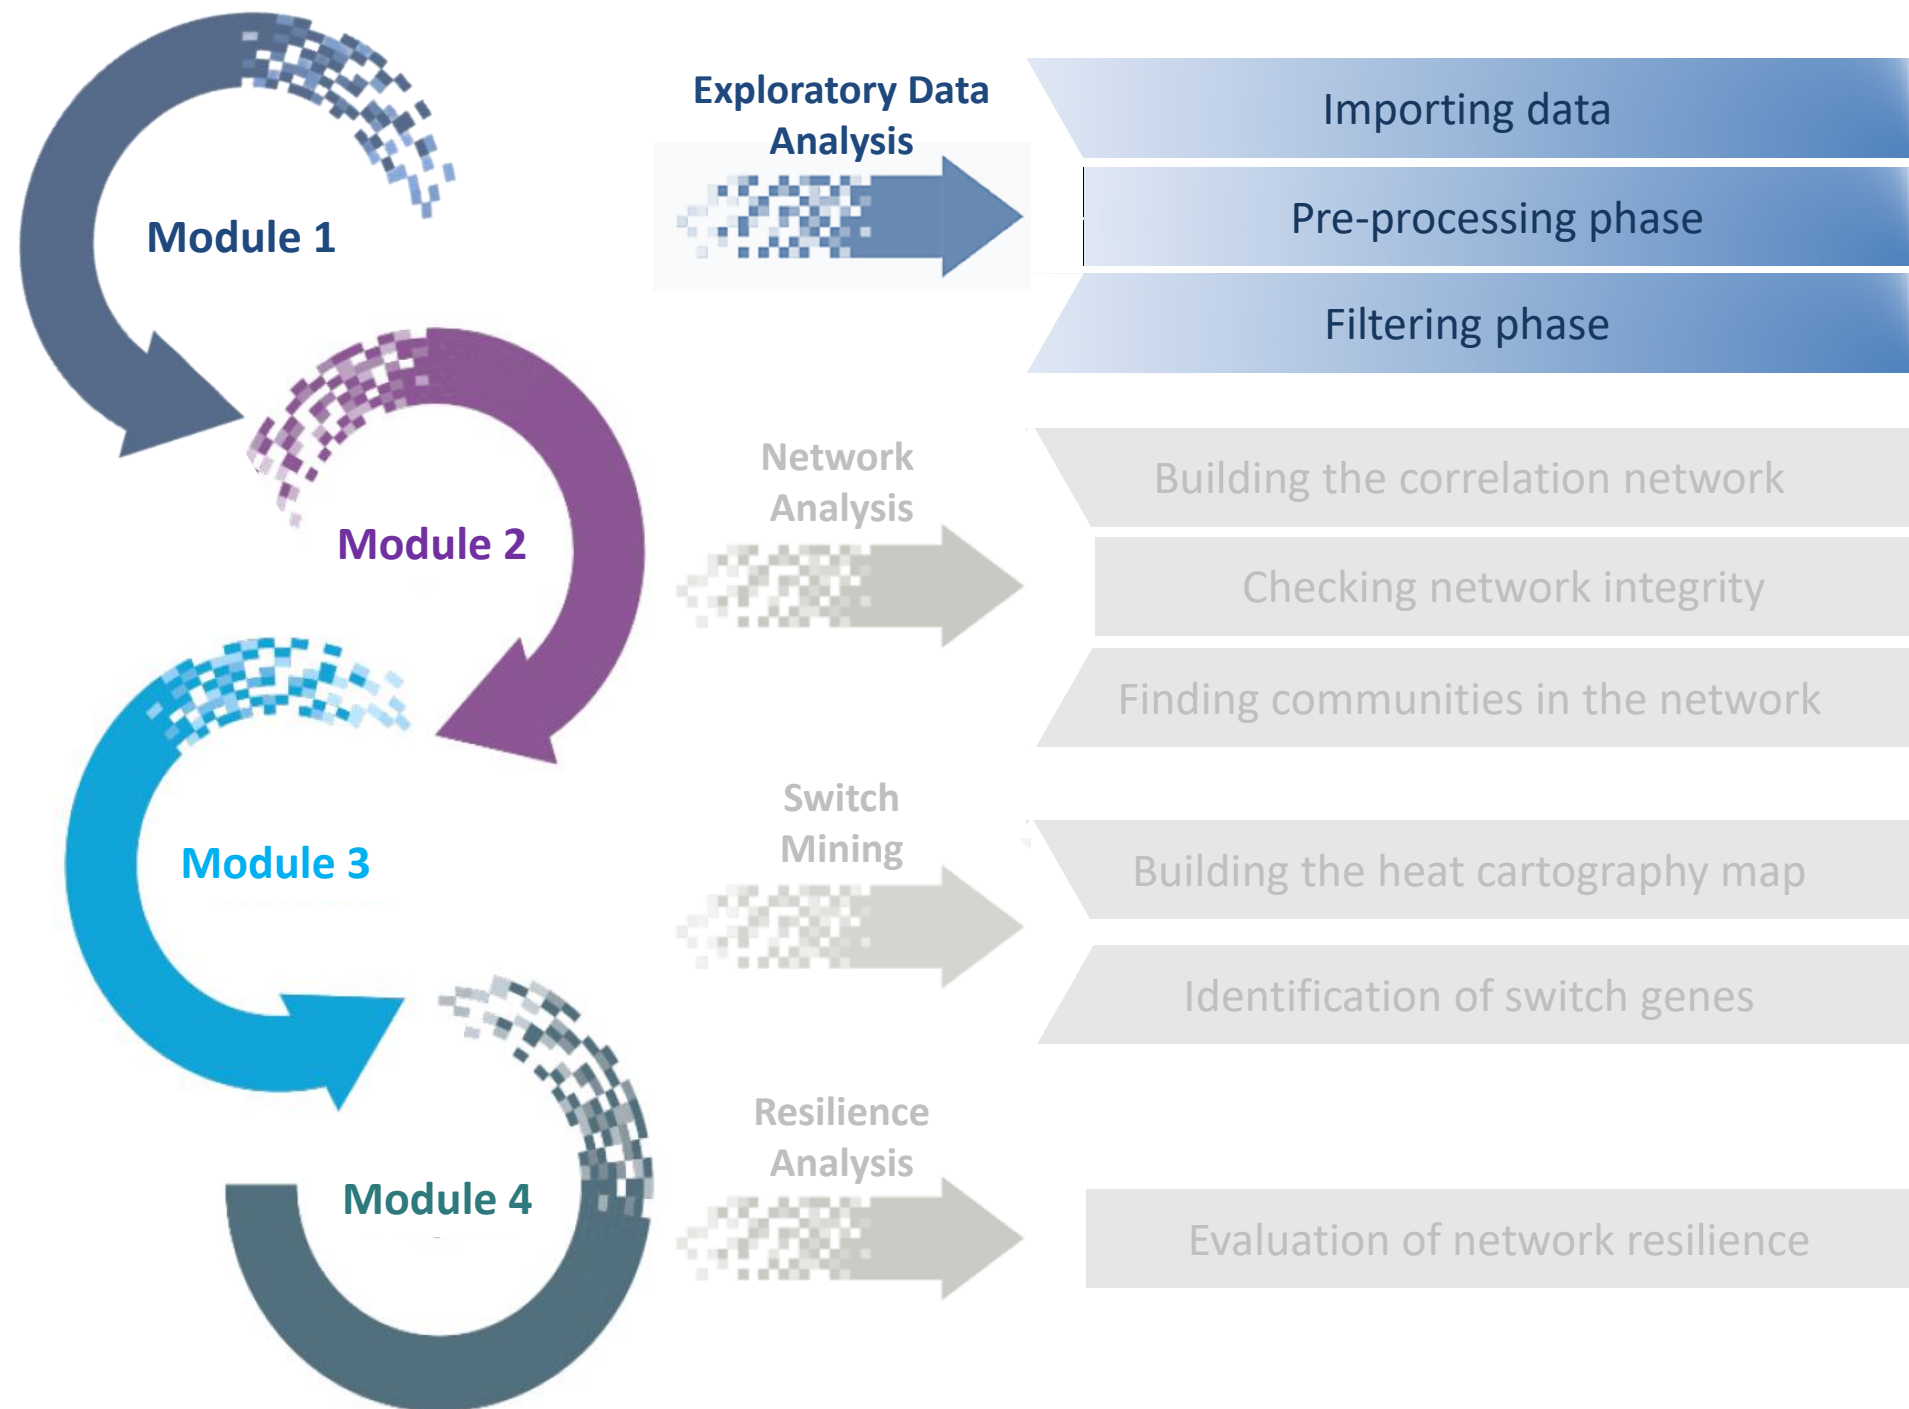 Module 1
Exploratory Data
Analysis
Importing data
Pre-processing phase
Filtering phase
Module 2
Network
Analysis
Building the correlation network
Checking network integrity
Finding communities in the network
Module 3
Switch
Mining
Building the heat cartography map
Identification of switch genes
Module 4
Resilience
Analysis
Evaluation of network resilience